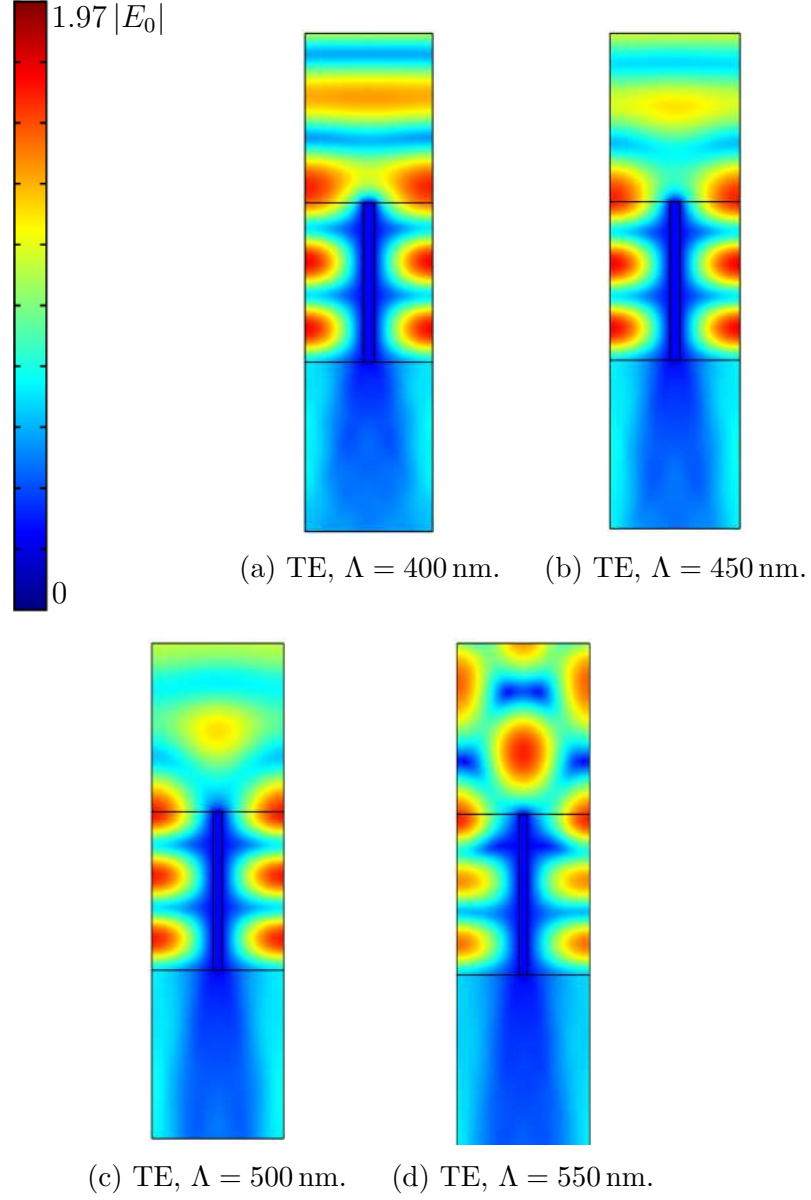 1.97 |E₀|
0
(a) TE, Λ = 400 nm.
(b) TE, Λ = 450 nm.
(c) TE, Λ = 500 nm.
(d) TE, Λ = 550 nm.